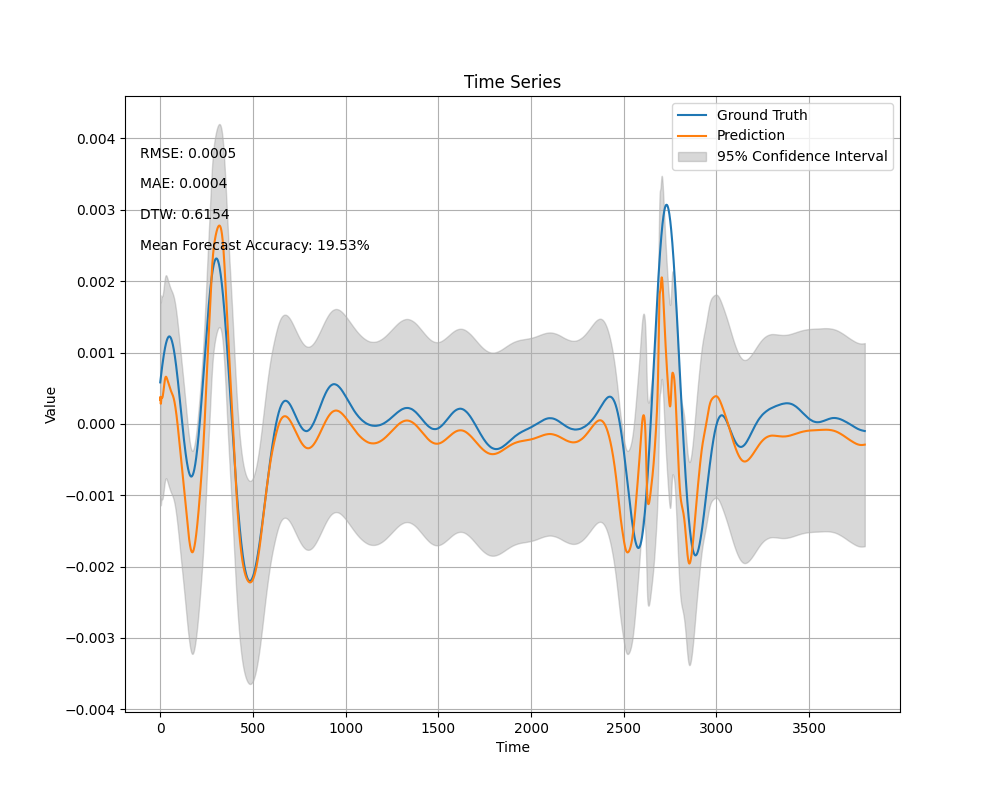 Time Series
Ground Truth
Prediction
95% Confidence Interval
RMSE: 0.0005
MAE: 0.0004
DTW: 0.6154
Mean Forecast Accuracy: 19.53%
0.004
0.003
0.002
0.001
0.000
−0.001
−0.002
−0.003
−0.004
Value
0 500 1000 1500 2000 2500 3000 3500
Time